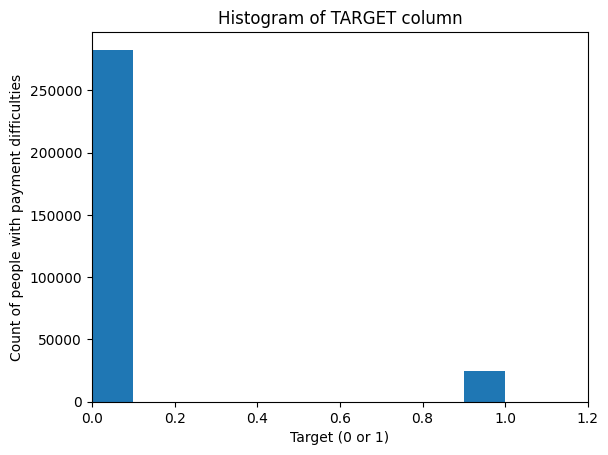 Histogram of TARGET column
Count of people with payment difficulties
250000
200000
150000
100000
50000
0
0.0 0.2 0.4 0.6 0.8 1.0 1.2
Target (0 or 1)